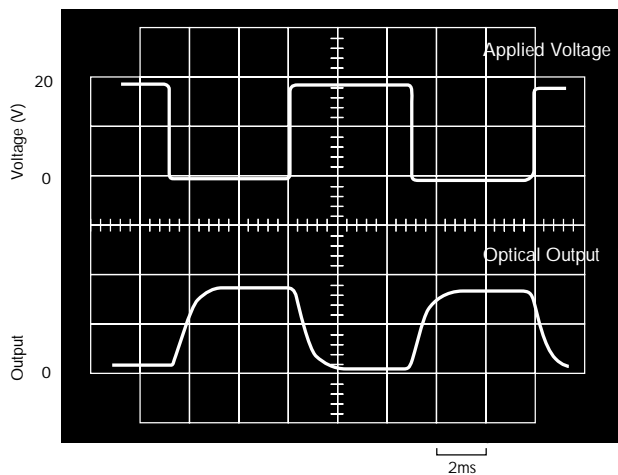 Applied Voltage
20
Voltage (V)
0
Optical Output
Output
0
2ms